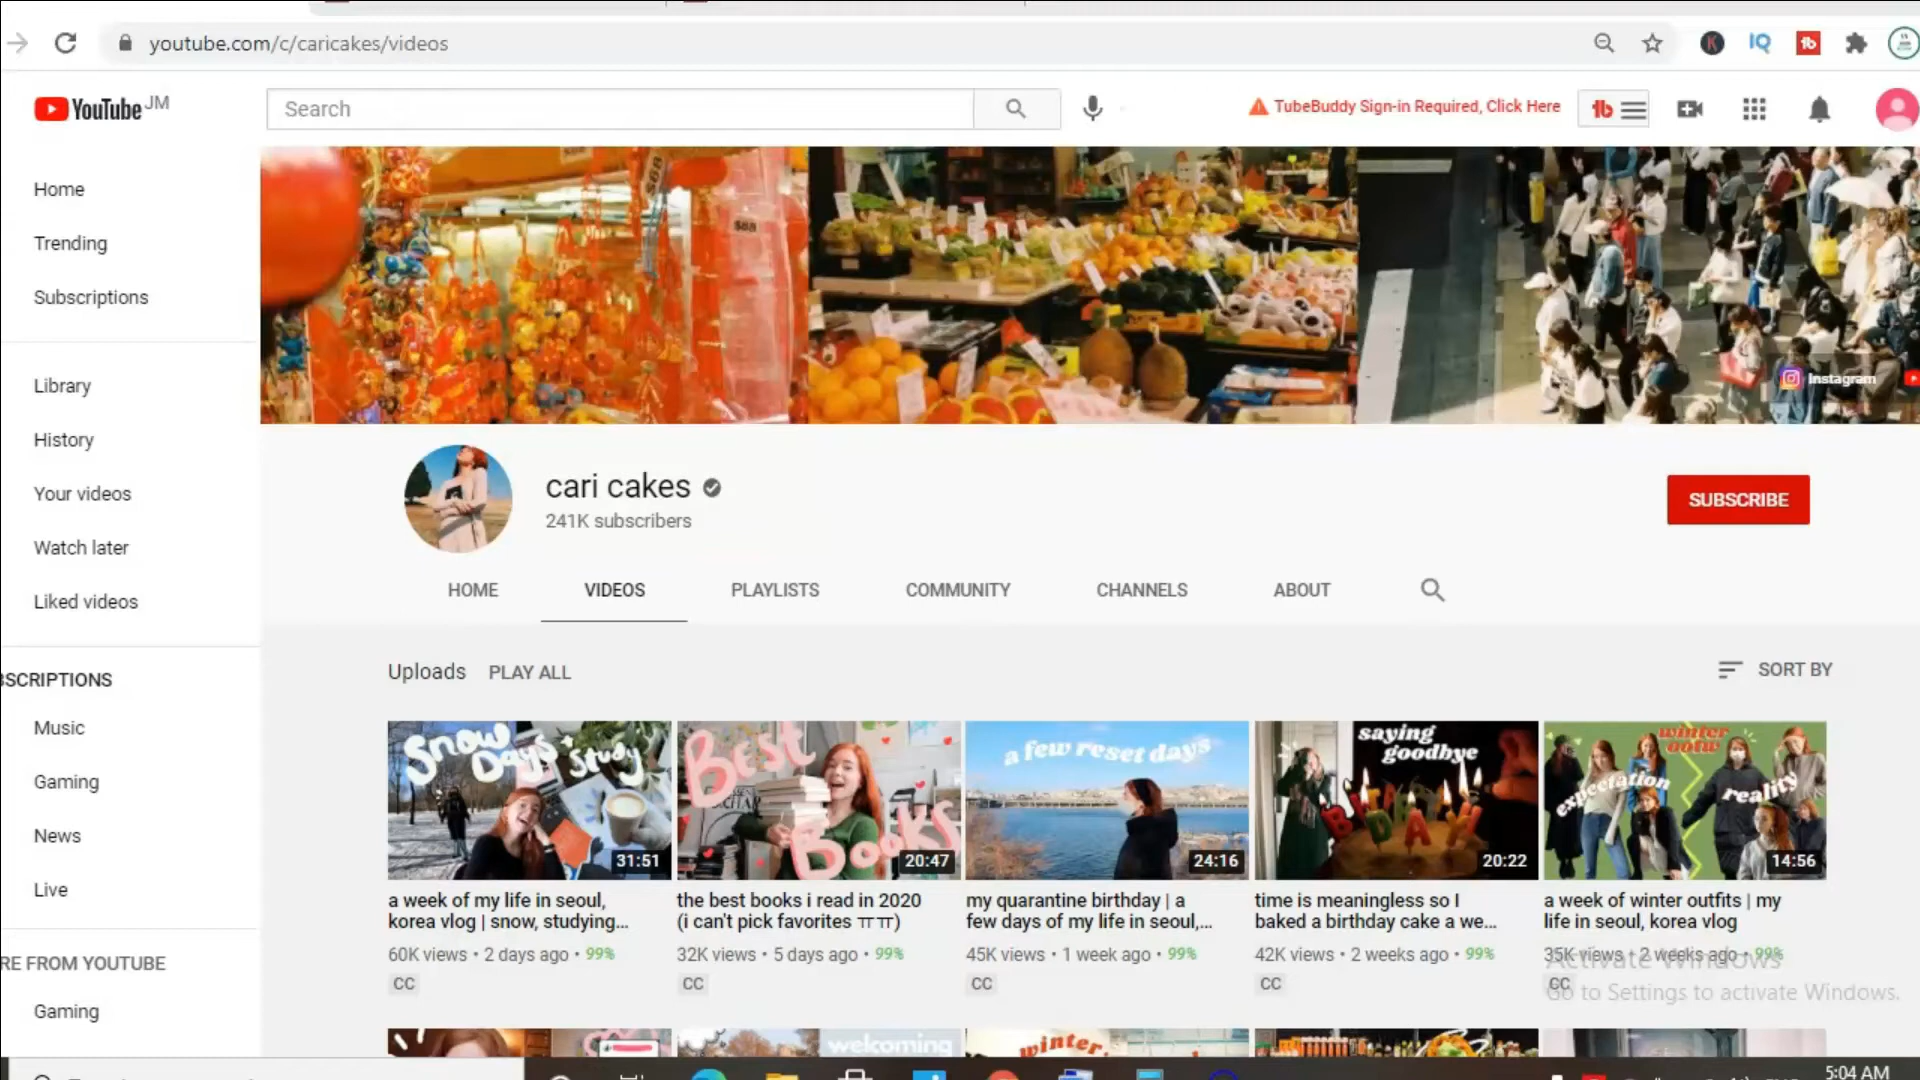 youtube.com/c/caricakes/videos
IQ
YouTube JM
Search
TubeBuddy Sign-in Required, Click Here
Home
Trending
Subscriptions
Library
History
Your videos
Watch later
Liked videos
BSCRIPTIONS
Music
Gaming
News
Live
RE FROM YOUTUBE
Gaming
$68
$68
Instagram
cari cakes
241K subscribers
SUBSCRIBE
HOME VIDEOS PLAYLISTS COMMUNITY CHANNELS ABOUT
Uploads PLAY ALL
SORT BY
Snow
Days + study
31:51
a week of my life in seoul,
korea vlog | snow, studying...
60K views • 2 days ago • 99%
CC
Best
Books
20:47
the best books i read in 2020
(i can't pick favorites ㅠㅠ)
32K views • 5 days ago • 99%
CC
a few reset days
24:16
my quarantine birthday | a
few days of my life in seoul,...
45K views • 1 week ago • 99%
CC
saying
goodbye
BIRTHDAY
20:22
time is meaningless so I
baked a birthday cake a we...
42K views • 2 weeks ago • 99%
CC
winter
ootw
expectation
reality
14:56
a week of winter outfits | my
life in seoul, korea vlog
35K views • 2 weeks ago • 99%
CC
Activate Windows
Go to Settings to activate Windows.
welcoming
winter
5:04 AM